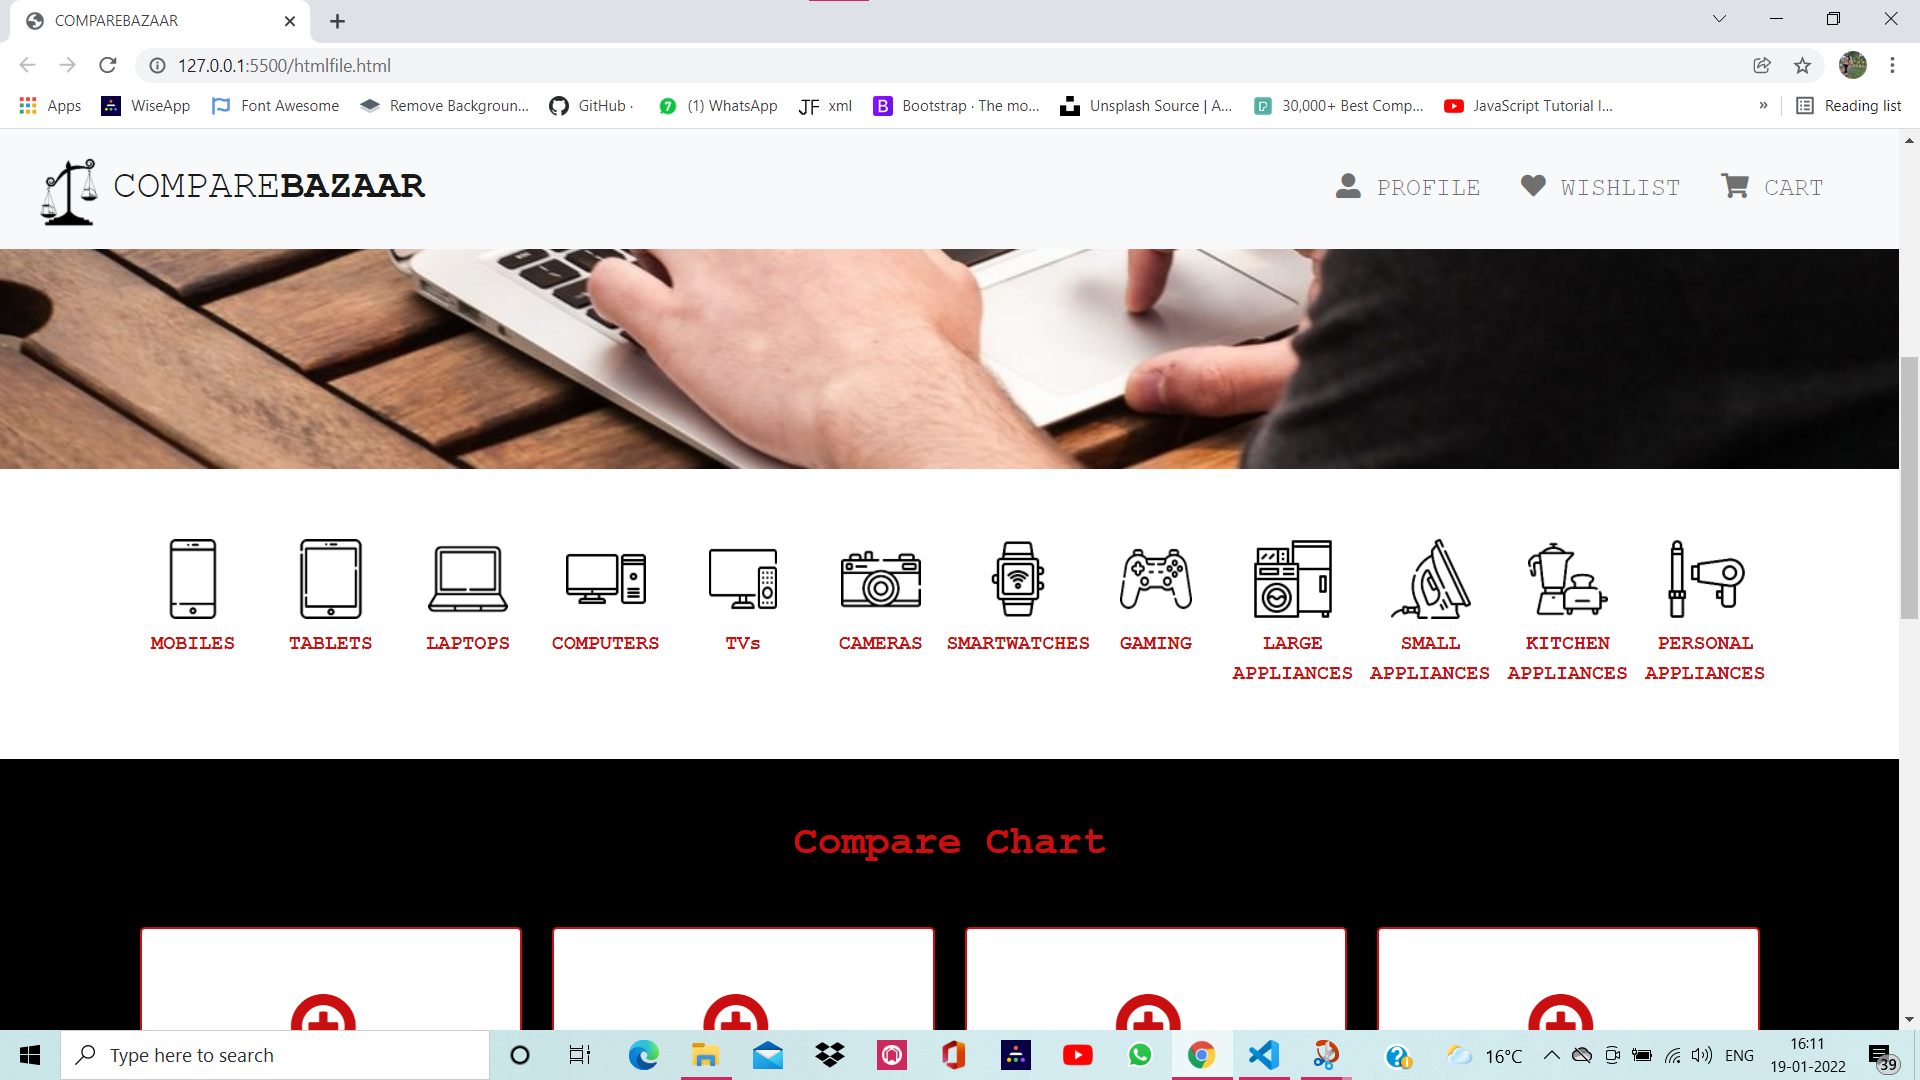 COMPAREBAZAAR
127.0.0.1:5500/htmlfile.html
Apps WiseApp Font Awesome Remove Backgroun... GitHub · (1) WhatsApp JF xml Bootstrap · The mo... Unsplash Source | A... 30,000+ Best Comp... JavaScript Tutorial I... » Reading list
COMPAREBAZAAR PROFILE WISHLIST CART
MOBILES TABLETS LAPTOPS COMPUTERS TVs CAMERAS SMARTWATCHES GAMING LARGE SMALL KITCHEN PERSONAL
APPLIANCES APPLIANCES APPLIANCES APPLIANCES
Compare Chart
Type here to search 16°C ENG 16:11
19-01-2022 39